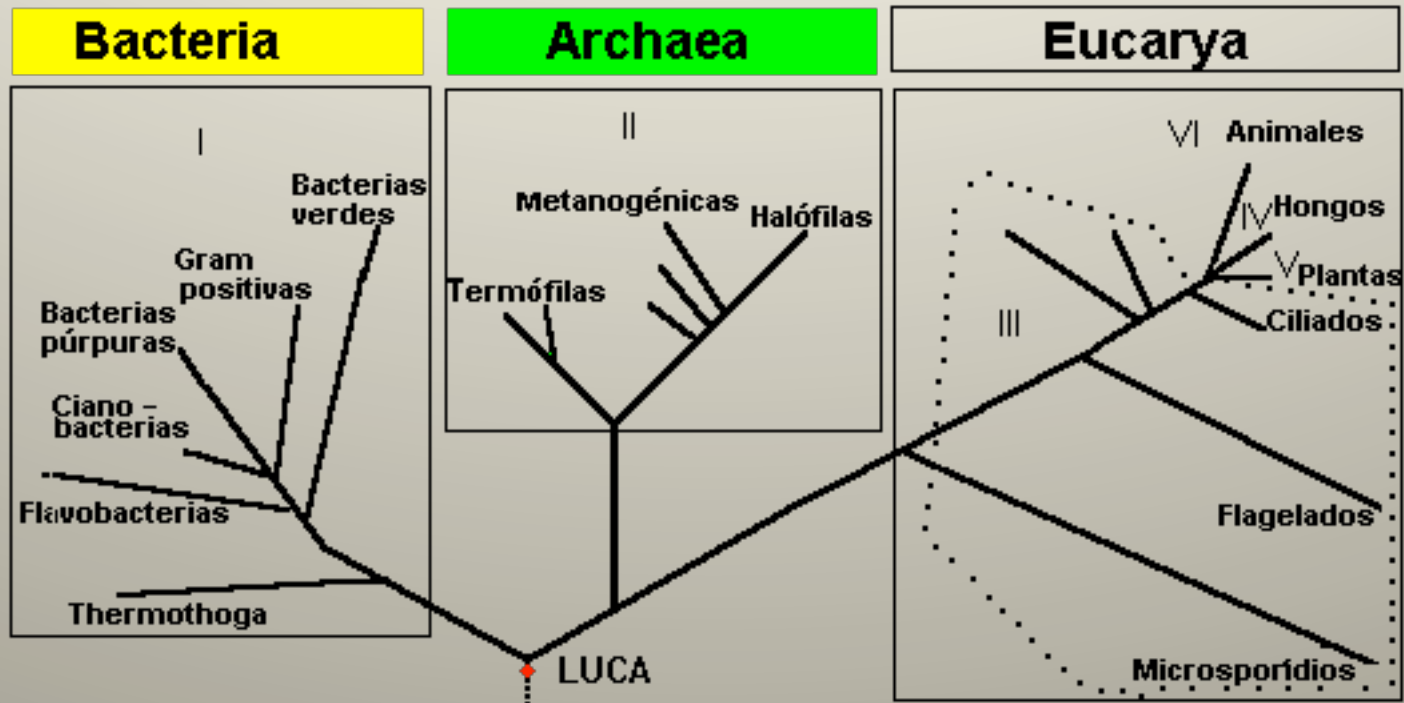 Bacteria
Archaea
Eucarya
I
Bacterias
verdes
Gram
positivas
Bacterias
púrpuras
Ciano –
bacterias
Flavobacterias
Thermothoga
II
Metanogénicas
Halófilas
Termófilas
VI Animales
IV Hongos
V Plantas
III
Ciliados
Flagelados
Microsporídios
LUCA